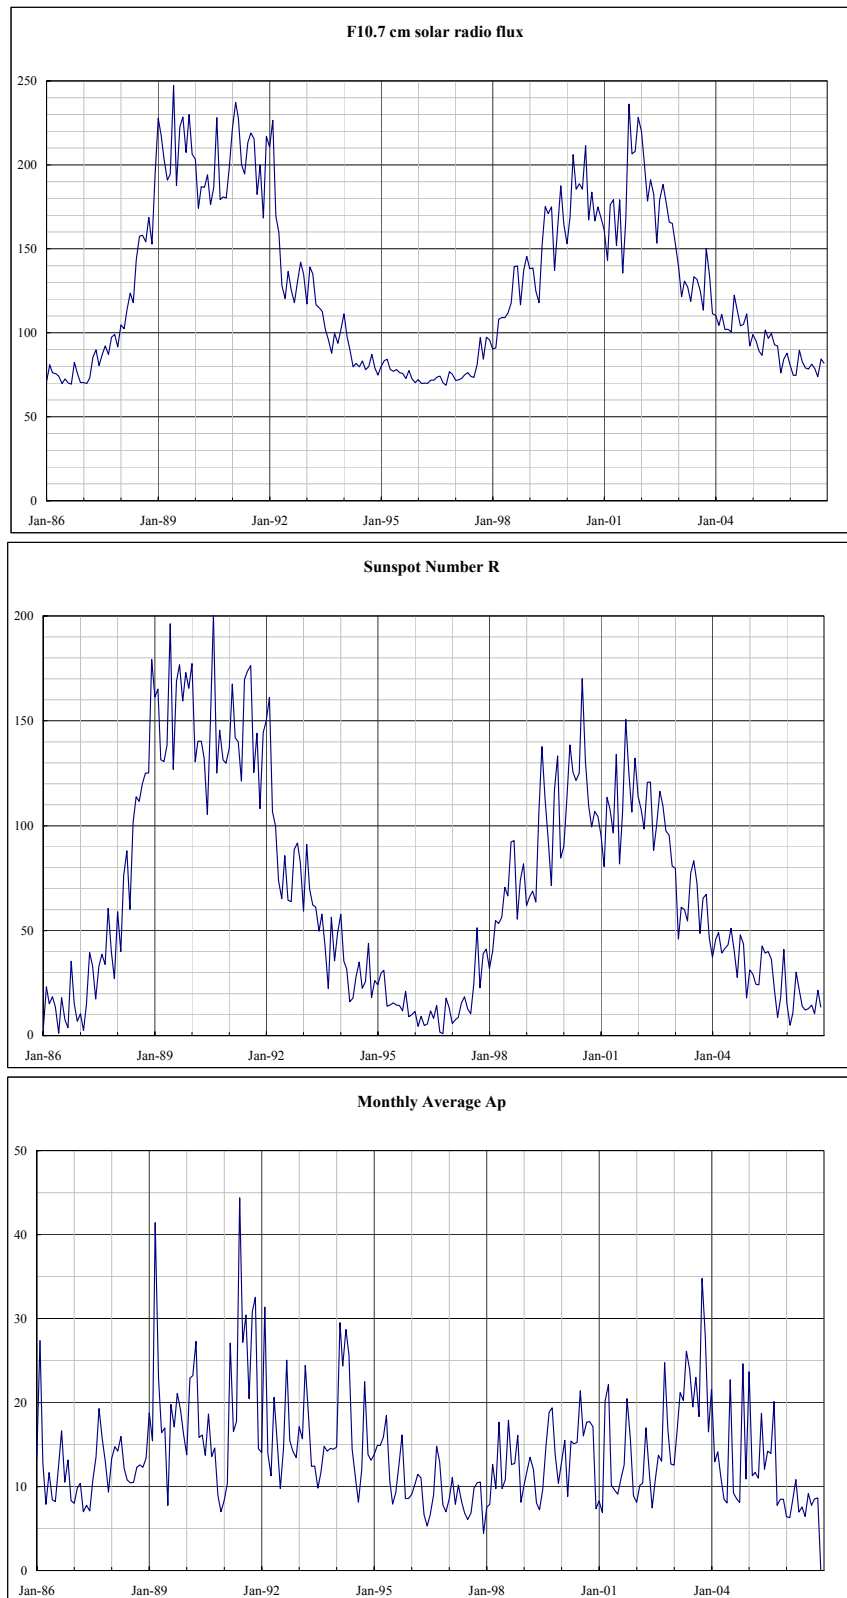 F10.7 cm solar radio flux
250
200
150
100
50
0
Jan-86 Jan-89 Jan-92 Jan-95 Jan-98 Jan-01 Jan-04
Sunspot Number R
200
150
100
50
0
Jan-86 Jan-89 Jan-92 Jan-95 Jan-98 Jan-01 Jan-04
Monthly Average Ap
50
40
30
20
10
0
Jan-86 Jan-89 Jan-92 Jan-95 Jan-98 Jan-01 Jan-04